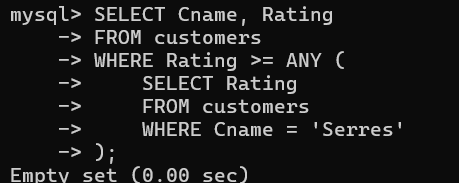 mysql> SELECT Cname, Rating
    -> FROM customers
    -> WHERE Rating >= ANY (
    ->     SELECT Rating
    ->     FROM customers
    ->     WHERE Cname = 'Serres'
    -> );
Empty set (0.00 sec)